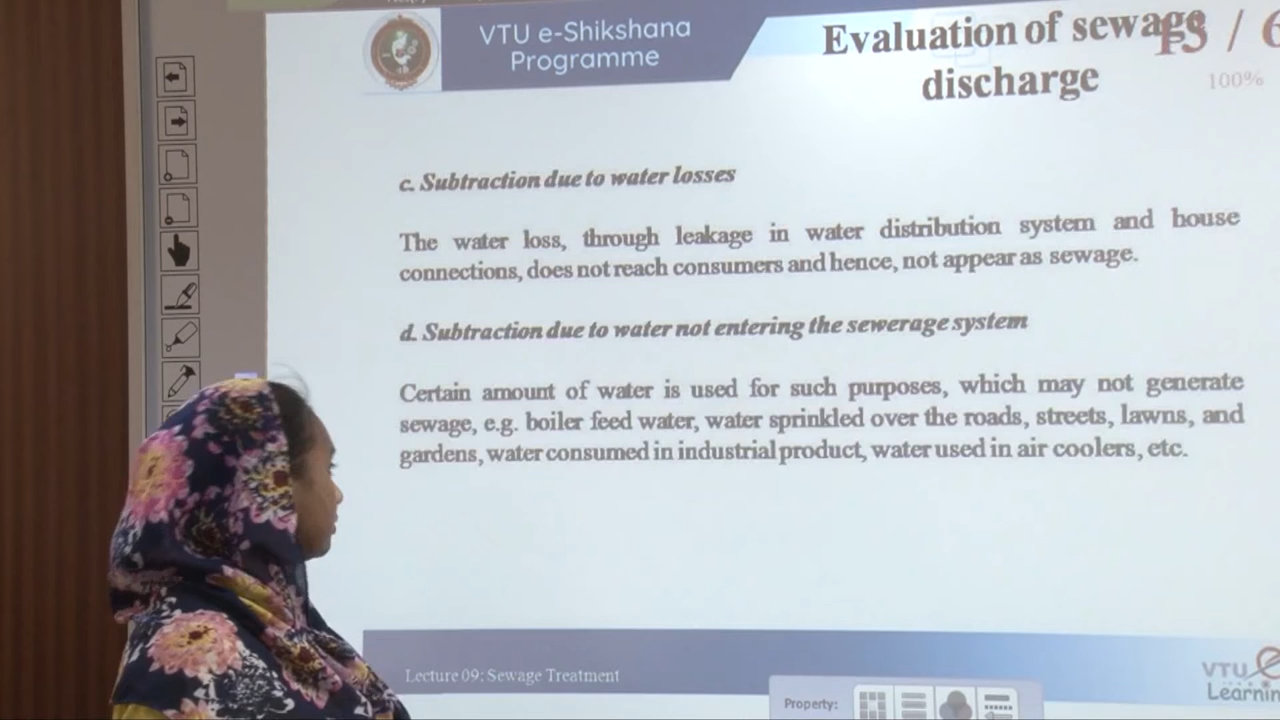 VTU e-Shikshana
Programme
Evaluation of sewage
discharge
15 / 6
100%
c. Subtraction due to water losses
The water loss, through leakage in water distribution system and house
connections, does not reach consumers and hence, not appear as sewage.
d. Subtraction due to water not entering the sewerage system
Certain amount of water is used for such purposes, which may not generate
sewage, e.g. boiler feed water, water sprinkled over the roads, streets, lawns, and
gardens, water consumed in industrial product, water used in air coolers, etc.
Lecture 09: Sewage Treatment
VTU
Learnin
Property: